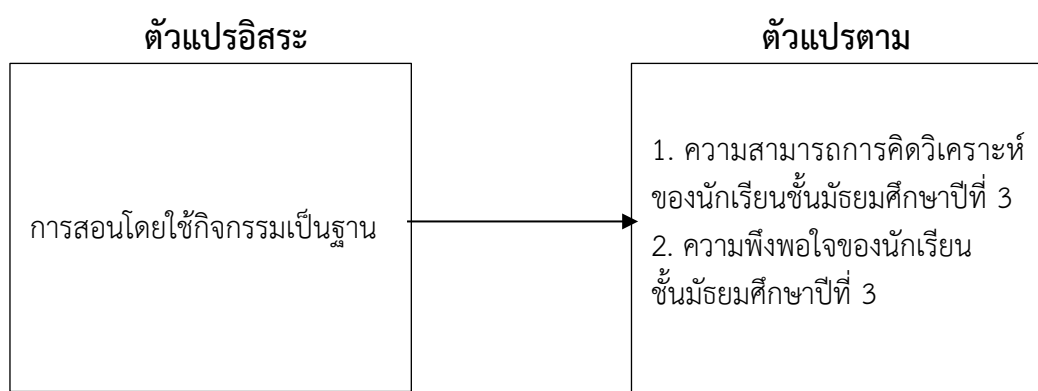 ตัวแปรอิสระ
ตัวแปรตาม
การสอนโดยใช้กิจกรรมเป็นฐาน
1. ความสามารถการคิดวิเคราะห์
ของนักเรียนชั้นมัธยมศึกษาปีที่ 3
2. ความพึงพอใจของนักเรียน
ชั้นมัธยมศึกษาปีที่ 3